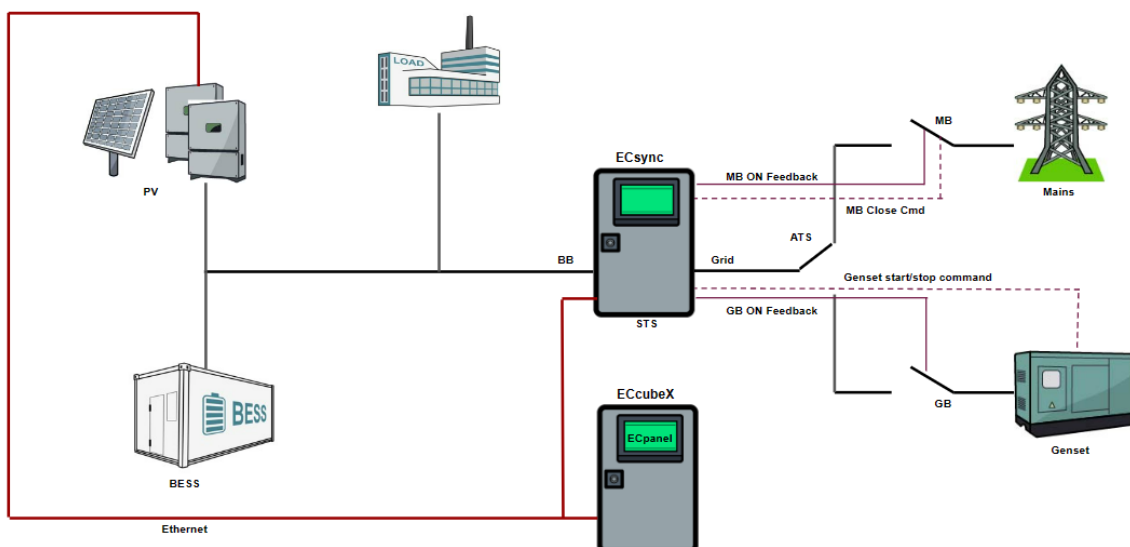 LOAD
MB
ECsync
PV
MB ON Feedback
Mains
MB Close Cmd
ATS
BB
Grid
Genset start/stop command
STS
GB ON Feedback
ECcubeX
GB
BESS
ECpanel
Genset
BESS
Ethernet